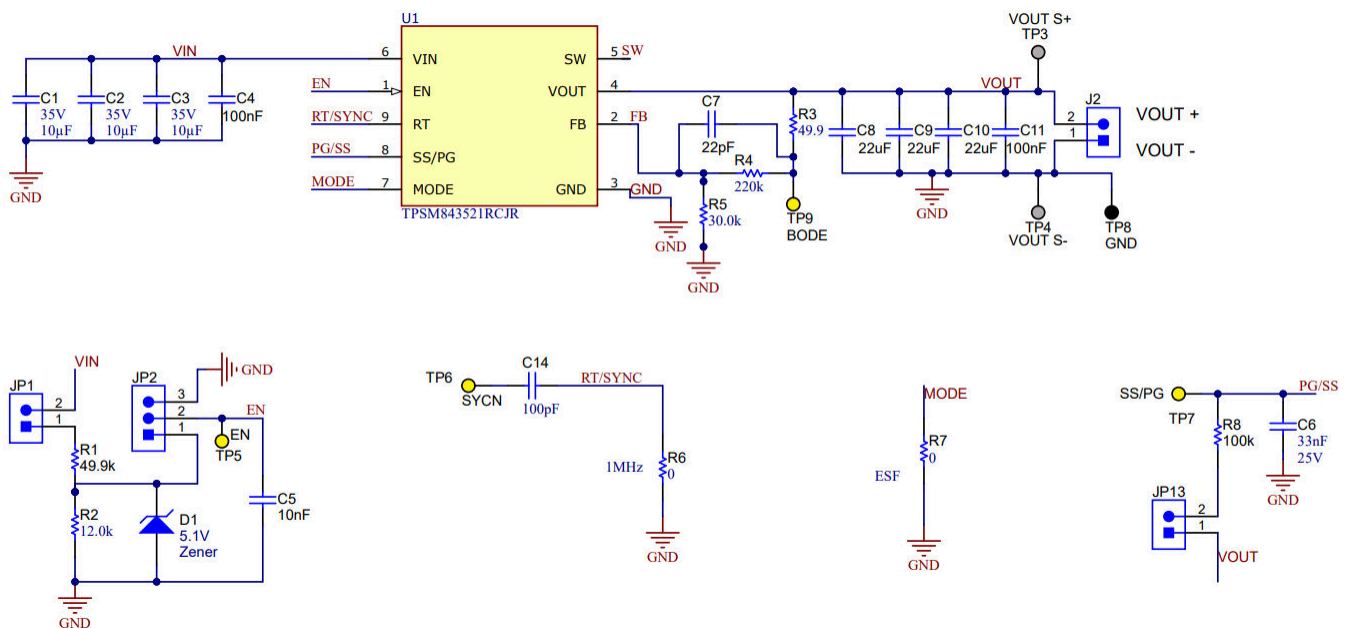 U1
VOUT S+
TP3
VIN
6
VIN
SW
5
SW
EN
1
EN
VOUT
4
VOUT
J2
C1
35V
10µF
C2
35V
10µF
C3
35V
10µF
C4
100nF
RT/SYNC
9
RT
FB
2
FB
C7
22pF
R3
49.9
C8
22uF
C9
22uF
C10
22uF
C11
100nF
2
1
VOUT +
VOUT -
PG/SS
8
SS/PG
R4
220k
MODE
7
MODE
GND
3
GND
TPSM843521RCJR
GND
GND
R5
30.0k
GND
TP9
BODE
GND
TP4
VOUT S-
TP8
GND
VIN
JP1
2
1
R1
49.9k
R2
12.0k
GND
JP2
3
2
1
GND
EN
EN
TP5
D1
5.1V
Zener
C5
10nF
TP6
SYCN
C14
100pF
RT/SYNC
1MHz
R6
0
GND
MODE
R7
0
ESF
GND
SS/PG
TP7
PG/SS
R8
100k
C6
33nF
25V
GND
JP13
2
1
VOUT